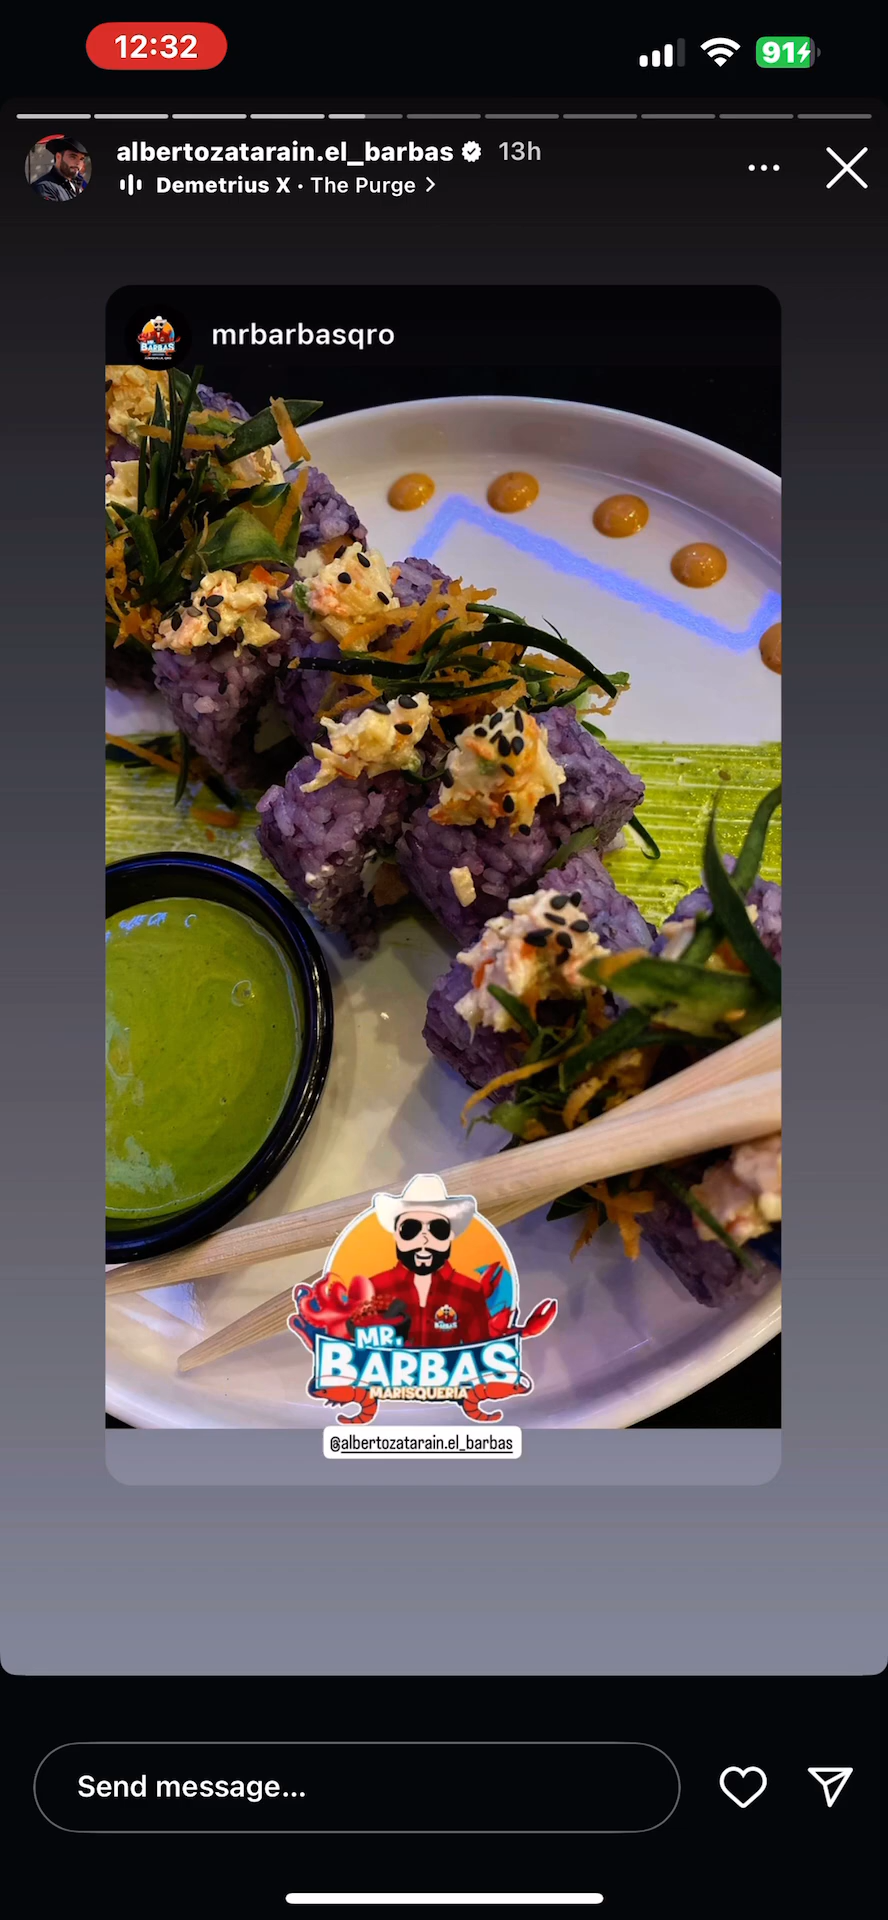 12:32
91
albertozatarain.el_barbas 13h
Demetrius X · The Purge >
mrbarbasqro
MR.
BARBAS
MARISQUERIA
@albertozatarain.el_barbas
Send message...